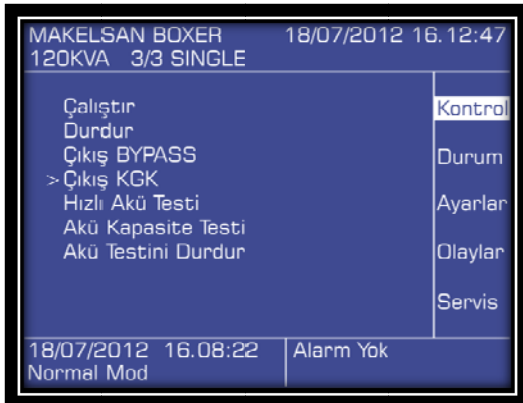 MAKELSAN BOXER 18/07/2012 16.12:47
120KVA 3/3 SINGLE
Çalıştır
Durdur
Çıkış BYPASS
>Çıkış KGK
Hızlı Akü Testi
Akü Kapasite Testi
Akü Testini Durdur
Kontrol
Durum
Ayarlar
Olaylar
Servis
18/07/2012 16.08:22
Normal Mod
Alarm Yok